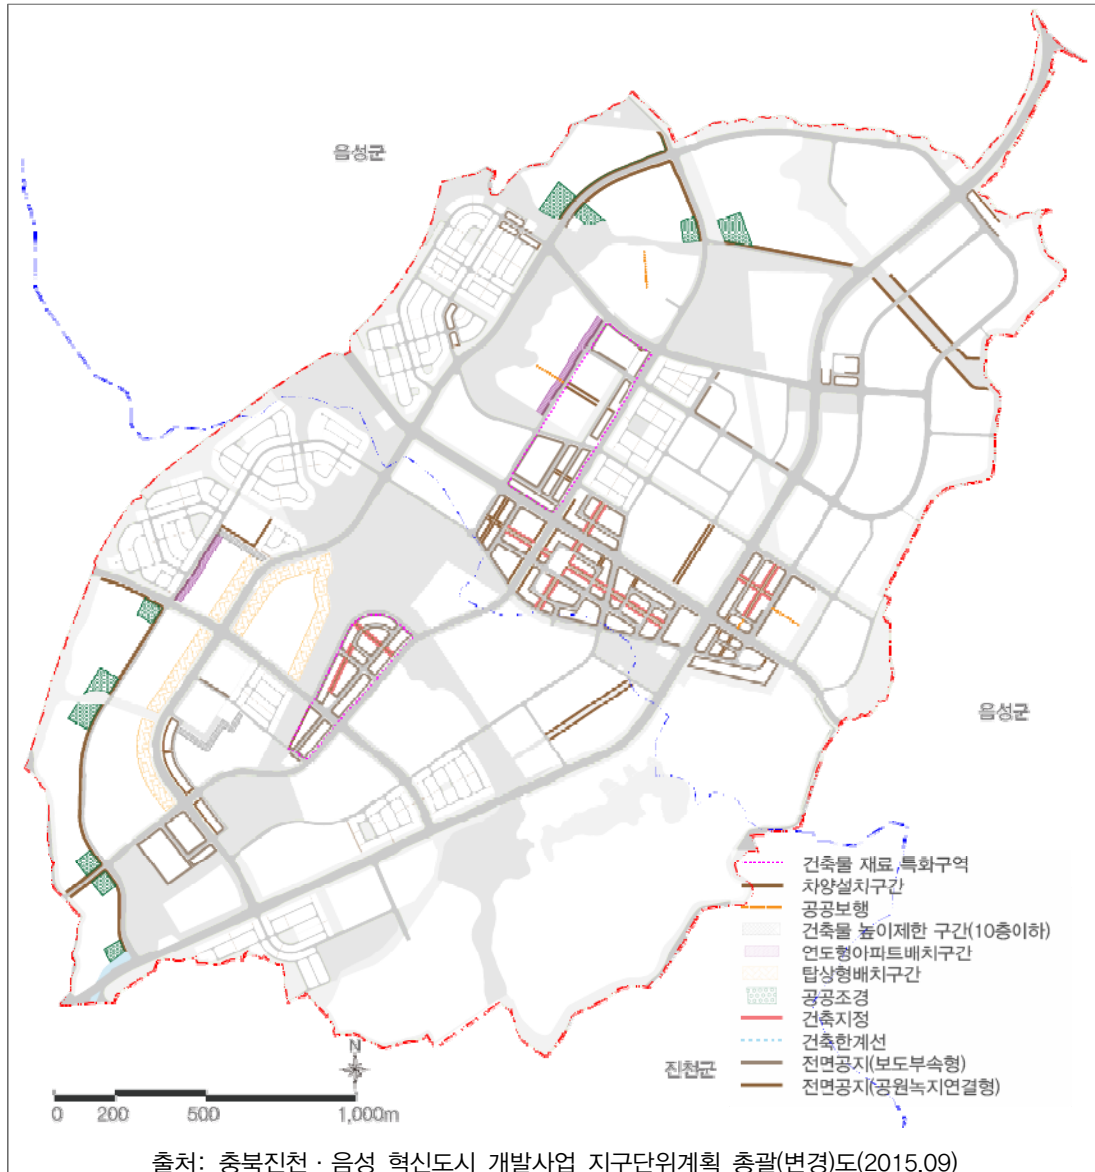 음성군
음성군
건축물 재료 특화구역
차양설치구간
공공보행
건축물 높이제한 구간(10층이하)
연도형아파트배치구간
탑상형배치구간
공공조경
건축지정
건축한계선
전면공지(보도부속형)
전면공지(공원녹지연결형)
진천군
N
0 200 500 1,000m
출처: 충북진천 · 음성 혁신도시 개발사업 지구단위계획 총괄(변경)도(2015.09)